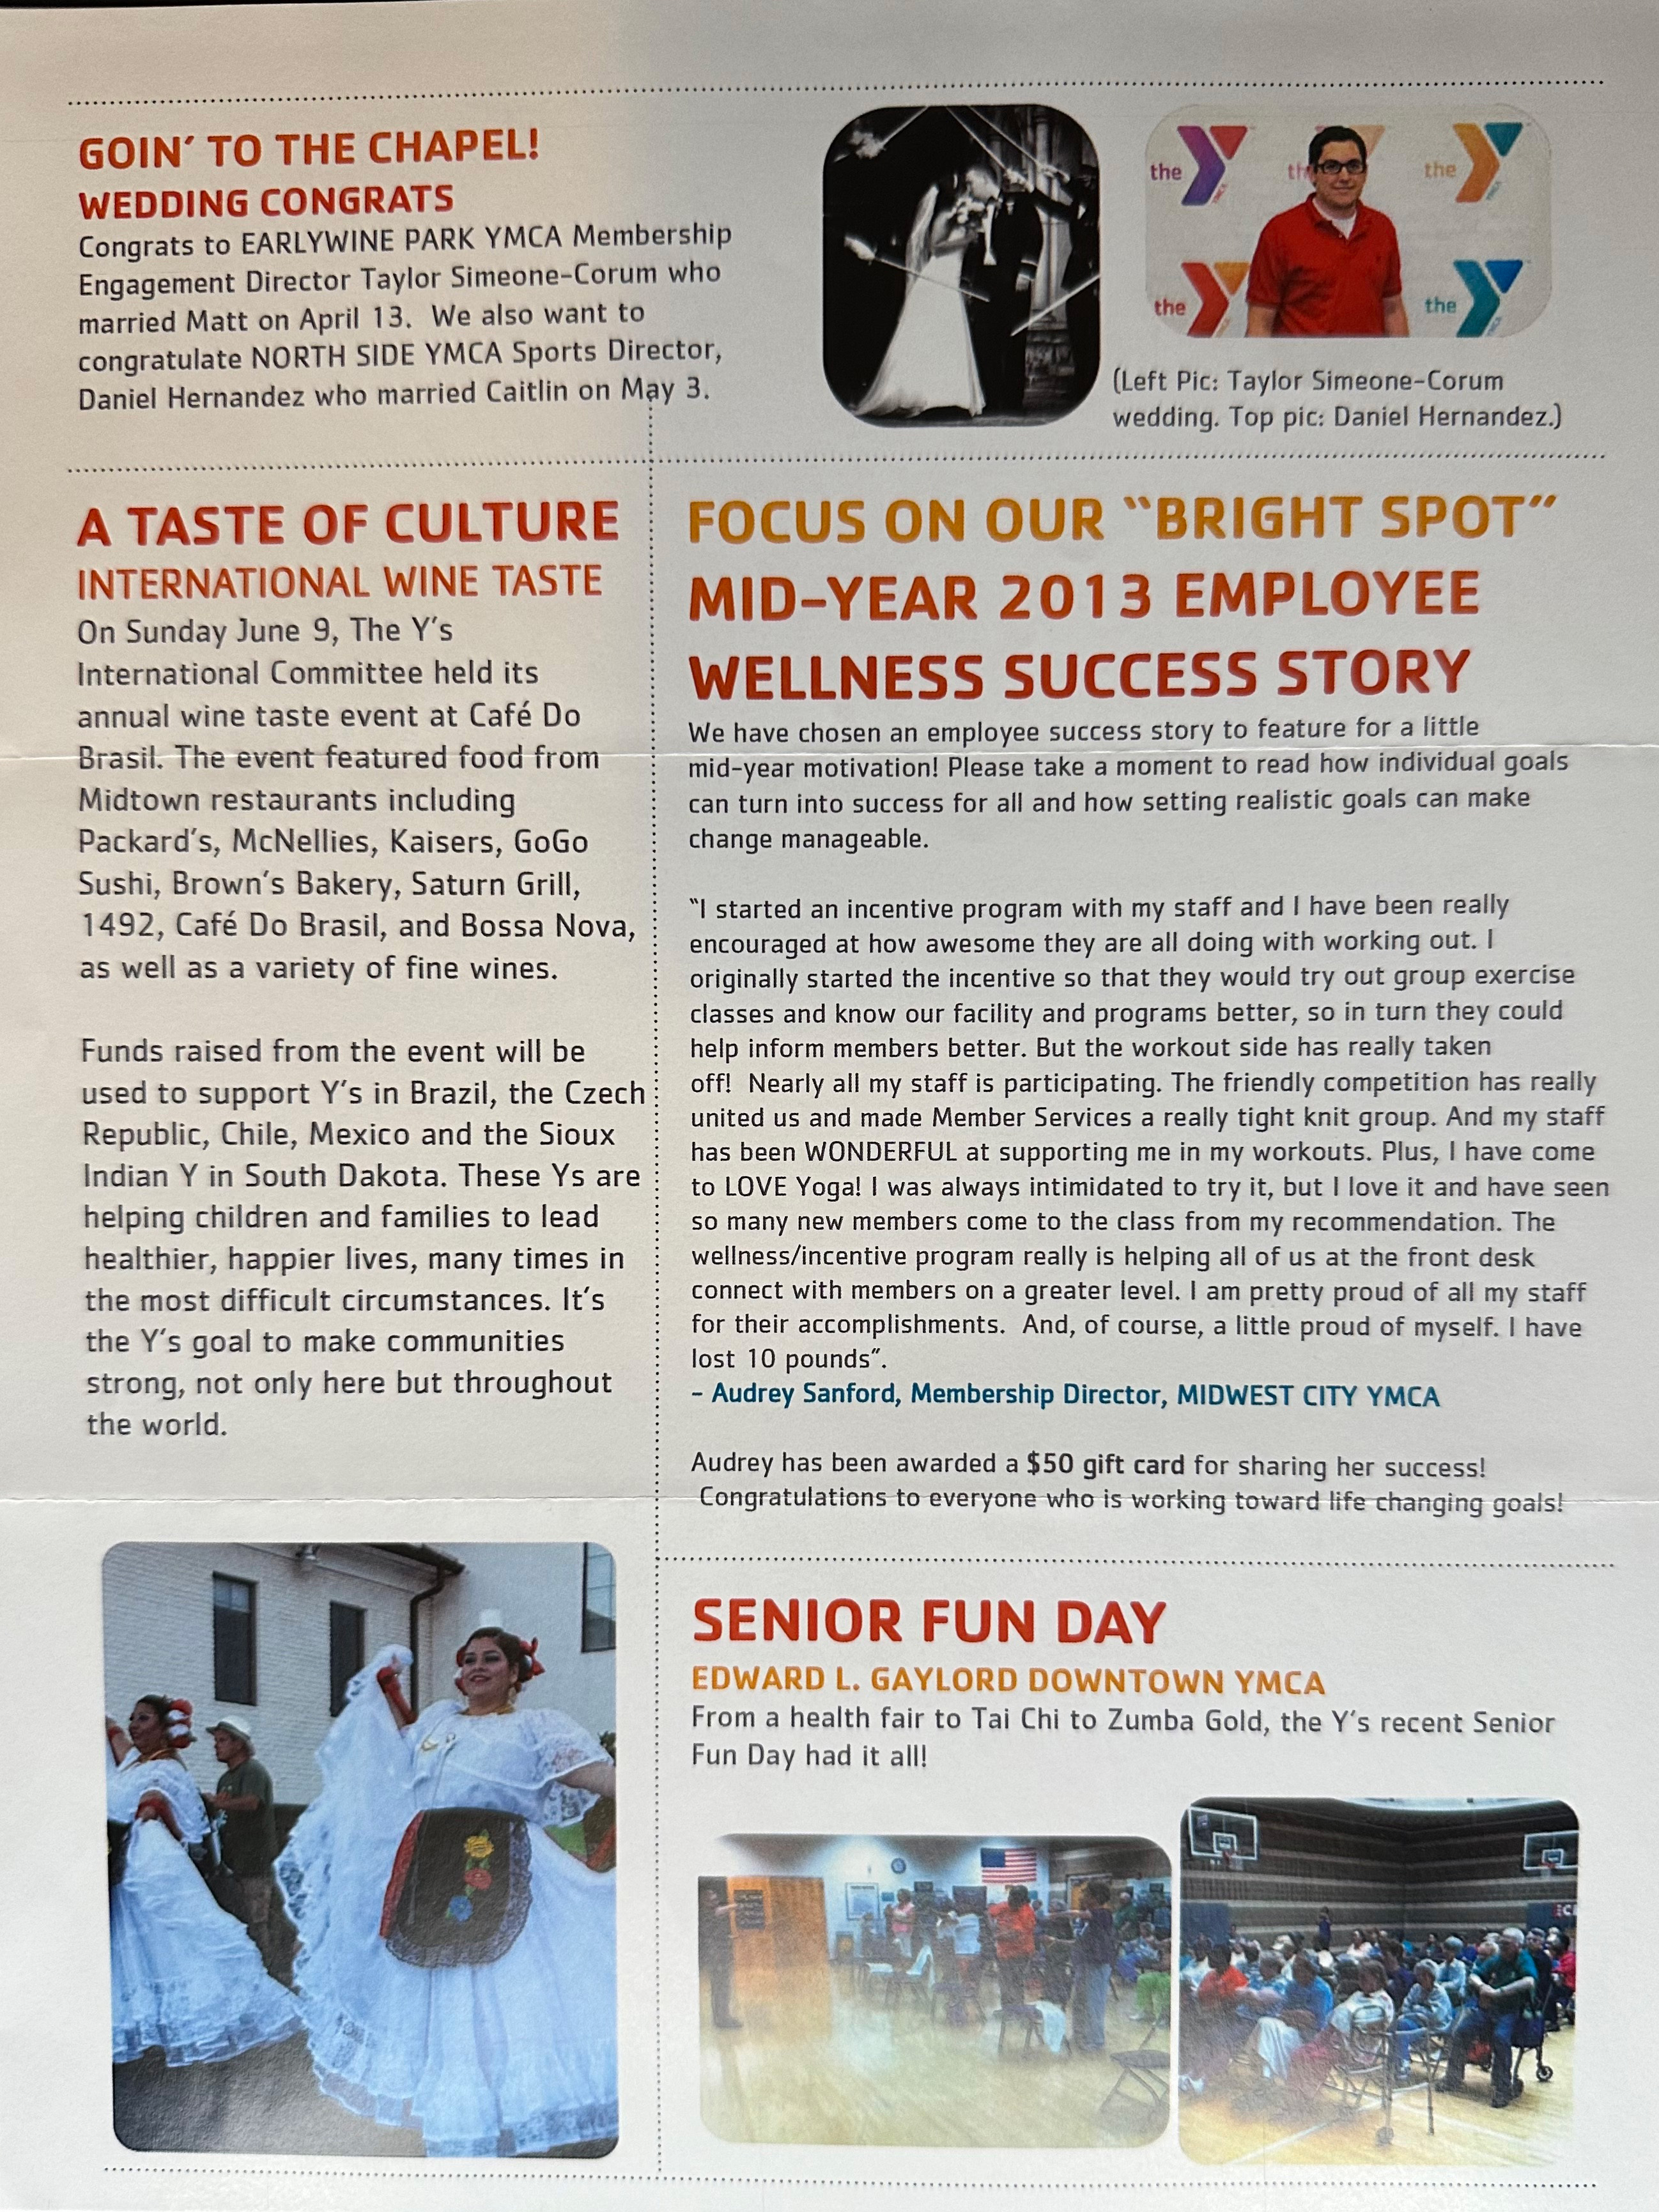 GOIN' TO THE CHAPEL!
WEDDING CONGRATS
Congrats to EARLYWINE PARK YMCA Membership
Engagement Director Taylor Simeone-Corum who
married Matt on April 13.  We also want to
congratulate NORTH SIDE YMCA Sports Director,
Daniel Hernandez who married Caitlin on May 3.
the
the
the
the
(Left Pic: Taylor Simeone-Corum
wedding. Top pic: Daniel Hernandez.)
A TASTE OF CULTURE
INTERNATIONAL WINE TASTE
On Sunday June 9, The Y's
International Committee held its
annual wine taste event at Café Do
Brasil. The event featured food from
Midtown restaurants including
Packard's, McNellies, Kaisers, GoGo
Sushi, Brown's Bakery, Saturn Grill,
1492, Café Do Brasil, and Bossa Nova,
as well as a variety of fine wines.
Funds raised from the event will be
used to support Y's in Brazil, the Czech
Republic, Chile, Mexico and the Sioux
Indian Y in South Dakota. These Ys are
helping children and families to lead
healthier, happier lives, many times in
the most difficult circumstances. It's
the Y's goal to make communities
strong, not only here but throughout
the world.
FOCUS ON OUR "BRIGHT SPOT"
MID-YEAR 2013 EMPLOYEE
WELLNESS SUCCESS STORY
We have chosen an employee success story to feature for a little
mid-year motivation! Please take a moment to read how individual goals
can turn into success for all and how setting realistic goals can make
change manageable.
"I started an incentive program with my staff and I have been really
encouraged at how awesome they are all doing with working out. I
originally started the incentive so that they would try out group exercise
classes and know our facility and programs better, so in turn they could
help inform members better. But the workout side has really taken
off!  Nearly all my staff is participating. The friendly competition has really
united us and made Member Services a really tight knit group. And my staff
has been WONDERFUL at supporting me in my workouts. Plus, I have come
to LOVE Yoga! I was always intimidated to try it, but I love it and have seen
so many new members come to the class from my recommendation. The
wellness/incentive program really is helping all of us at the front desk
connect with members on a greater level. I am pretty proud of all my staff
for their accomplishments.  And, of course, a little proud of myself. I have
lost 10 pounds".
- Audrey Sanford, Membership Director, MIDWEST CITY YMCA
Audrey has been awarded a $50 gift card for sharing her success!
Congratulations to everyone who is working toward life changing goals!
SENIOR FUN DAY
EDWARD L. GAYLORD DOWNTOWN YMCA
From a health fair to Tai Chi to Zumba Gold, the Y's recent Senior
Fun Day had it all!